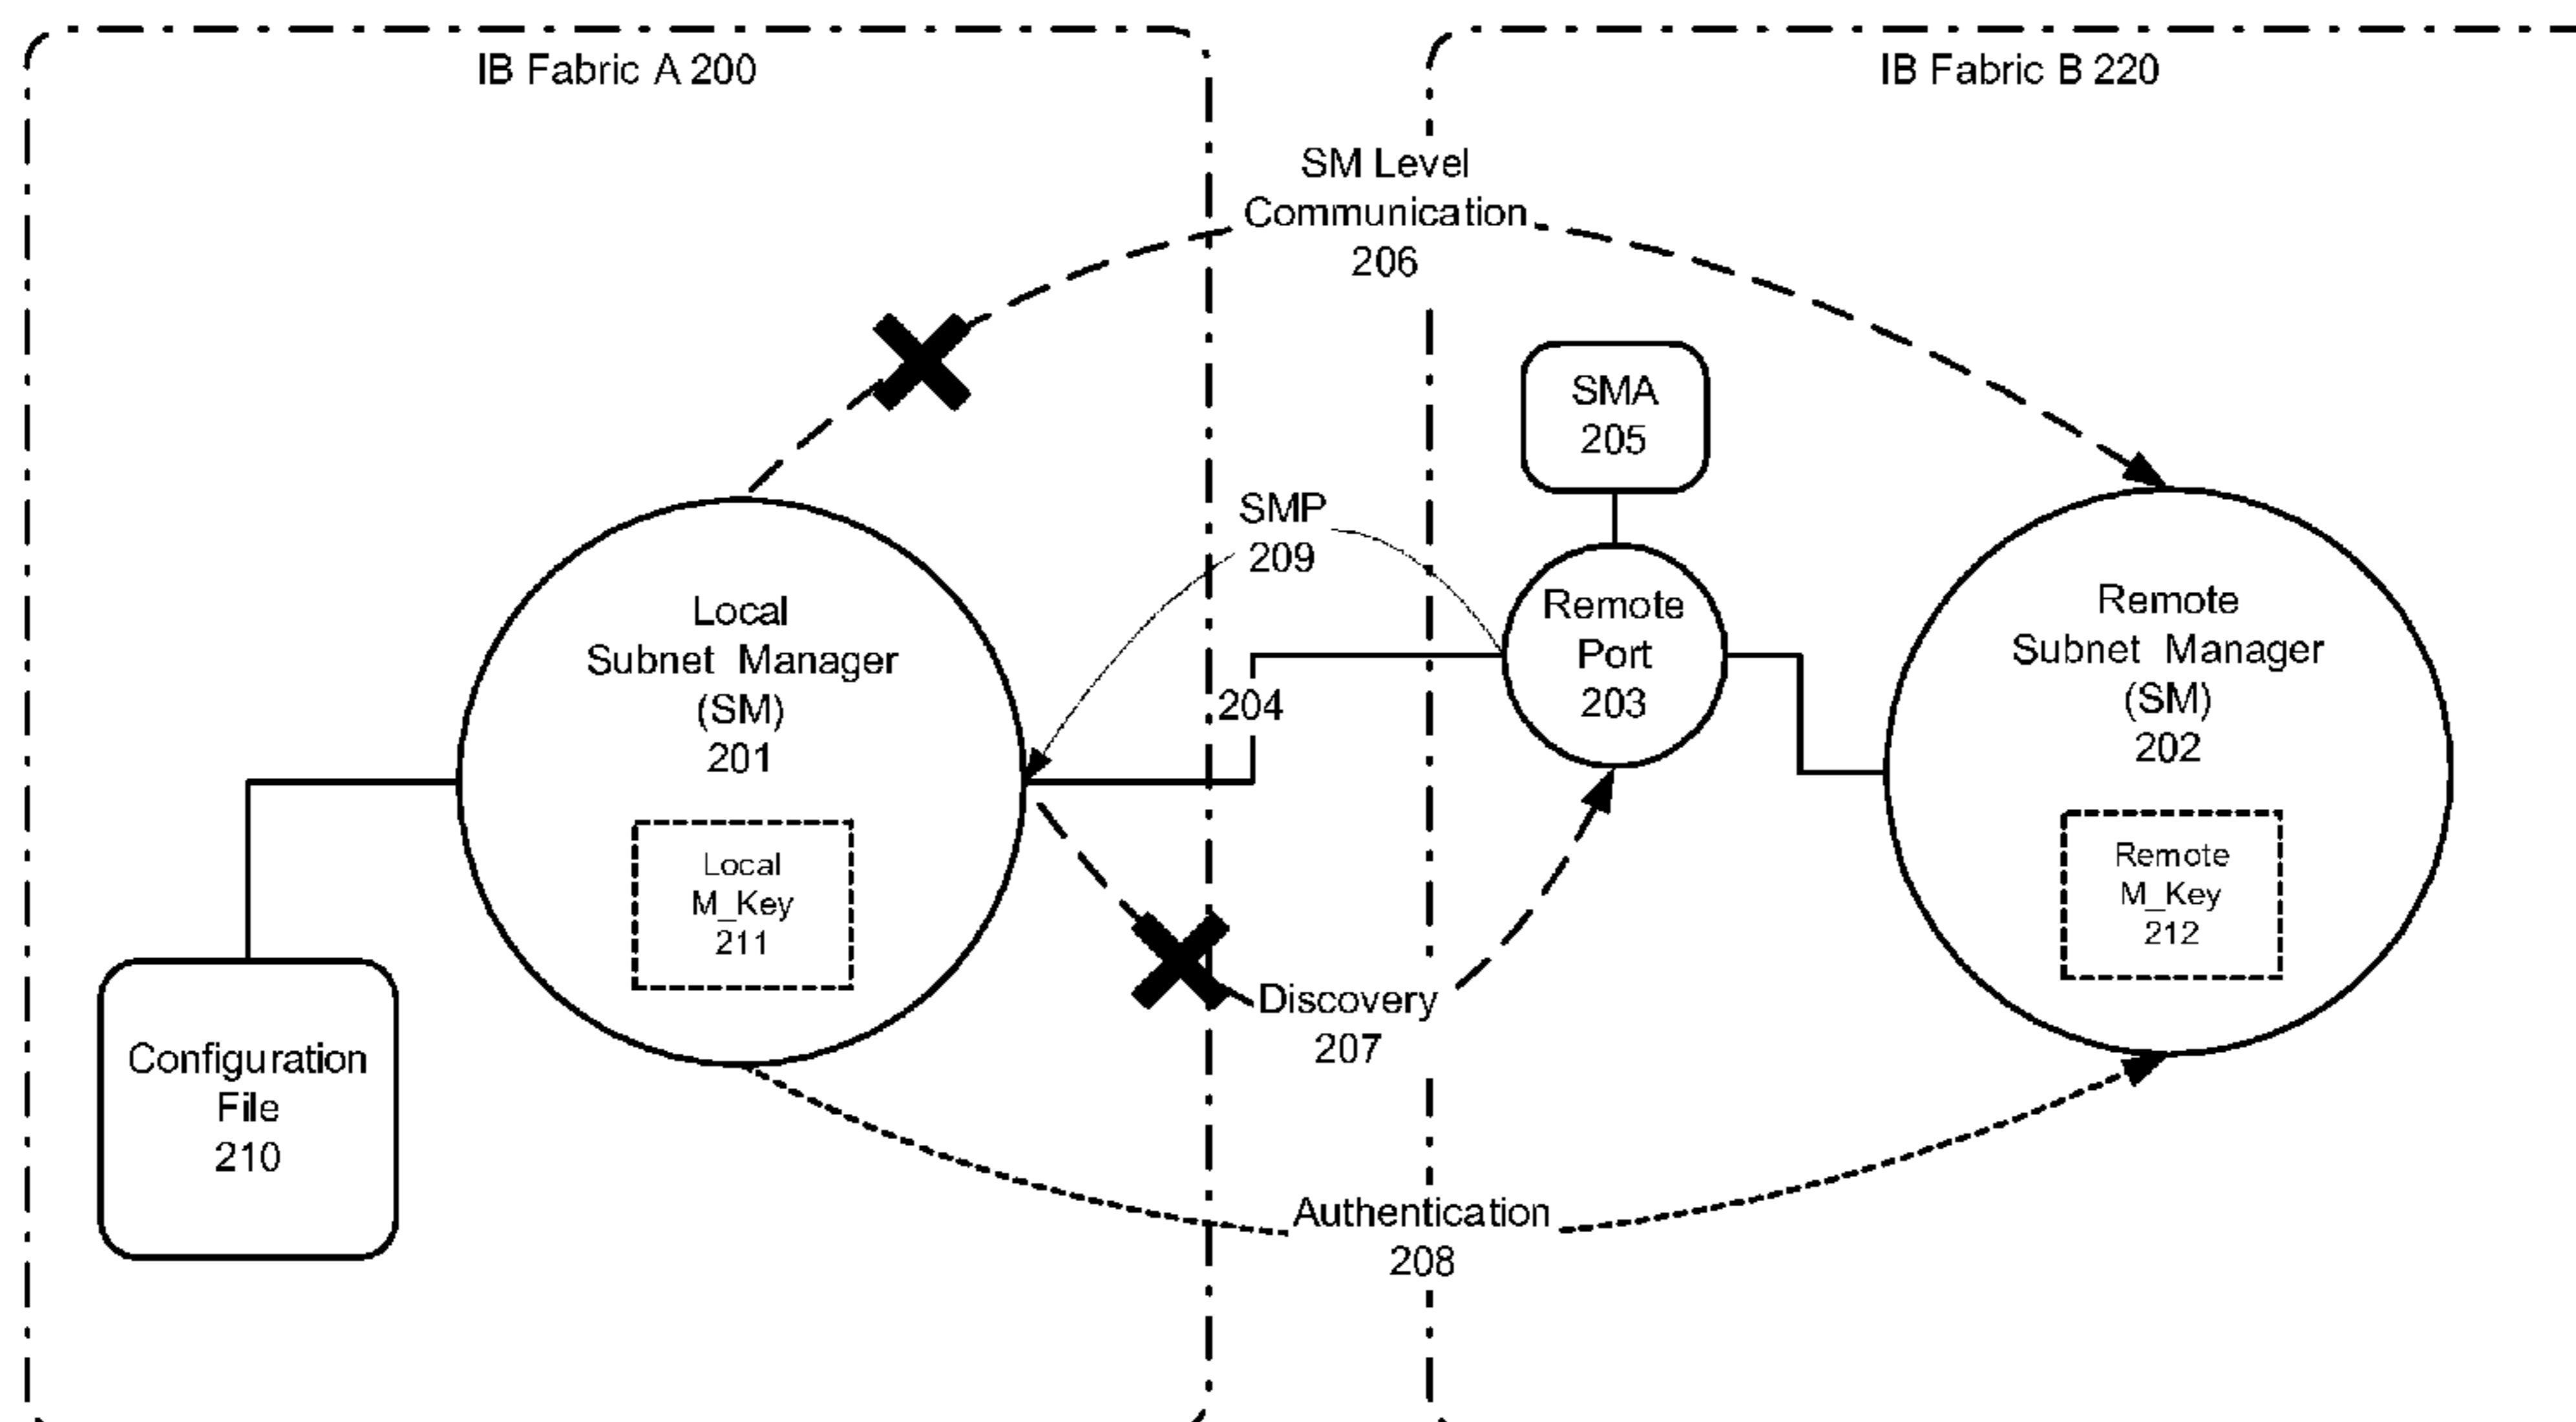 IB Fabric A 200
IB Fabric B 220
SM Level
Communication
206
SMA
205
SMP
209
Local
Subnet Manager
(SM)
201
204
Remote
Port
203
Remote
Subnet Manager
(SM)
202
Local
M_Key
211
Remote
M_Key
212
Discovery
207
Configuration
File
210
Authentication
208